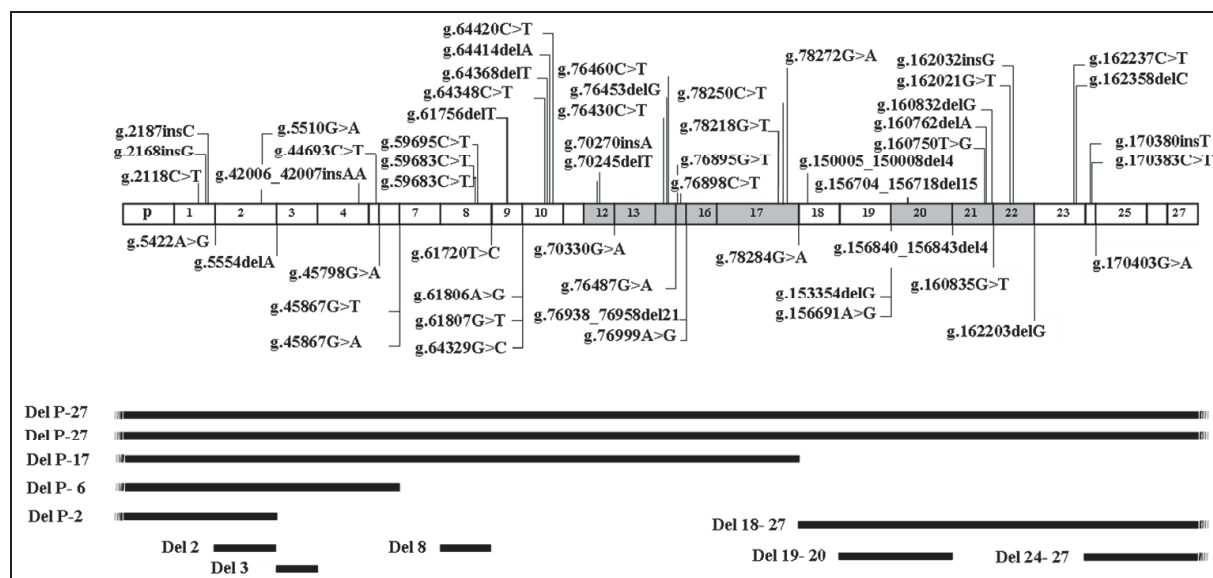 g.64420C>T
g.64414delA
g.64368delT
g.64348C>T
g.61756delT
g.59695C>T
g.59683C>T
g.59683C>T
g.76460C>T
g.76453delG
g.76430C>T
g.70270insA
g.70245delT
g.78272G>A
g.78250C>T
g.78218G>T
g.76895G>T
g.76898C>T
g.162032insG
g.162021G>T
g.160832delG
g.160762delA
g.160750T>G
g.150005_150008del4
g.156704_156718del15
g.162237C>T
g.162358delC
g.170380insT
g.170383C>T
g.2187insC
g.2168insG
g.2118C>T
g.5510G>A
g.44693C>T
g.42006_42007insAA
p 1 2 3 4 7 8 9 10 12 13 16 17 18 19 20 21 22 23 25 27
g.5422A>G
g.5554delA
g.45798G>A
g.45867G>T
g.45867G>A
g.61720T>C
g.61806A>G
g.61807G>T
g.64329G>C
g.70330G>A
g.76487G>A
g.76938_76958del21
g.76999A>G
g.78284G>A
g.156840_156843del4
g.153354delG
g.156691A>G
g.160835G>T
g.162203delG
g.170403G>A
Del P-27
Del P-27
Del P-17
Del P- 6
Del P-2
Del 18- 27
Del 2
Del 8
Del 19- 20
Del 24- 27
Del 3